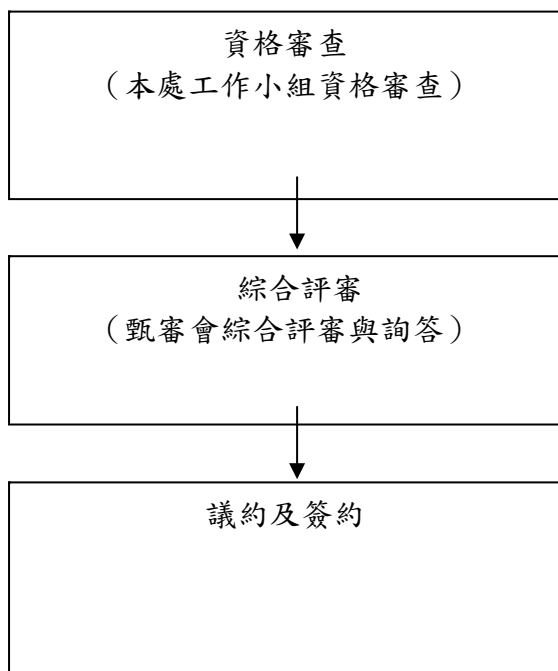 資格審查
（本處工作小組資格審查）
綜合評審
（甄審會綜合評審與詢答）
議約及簽約